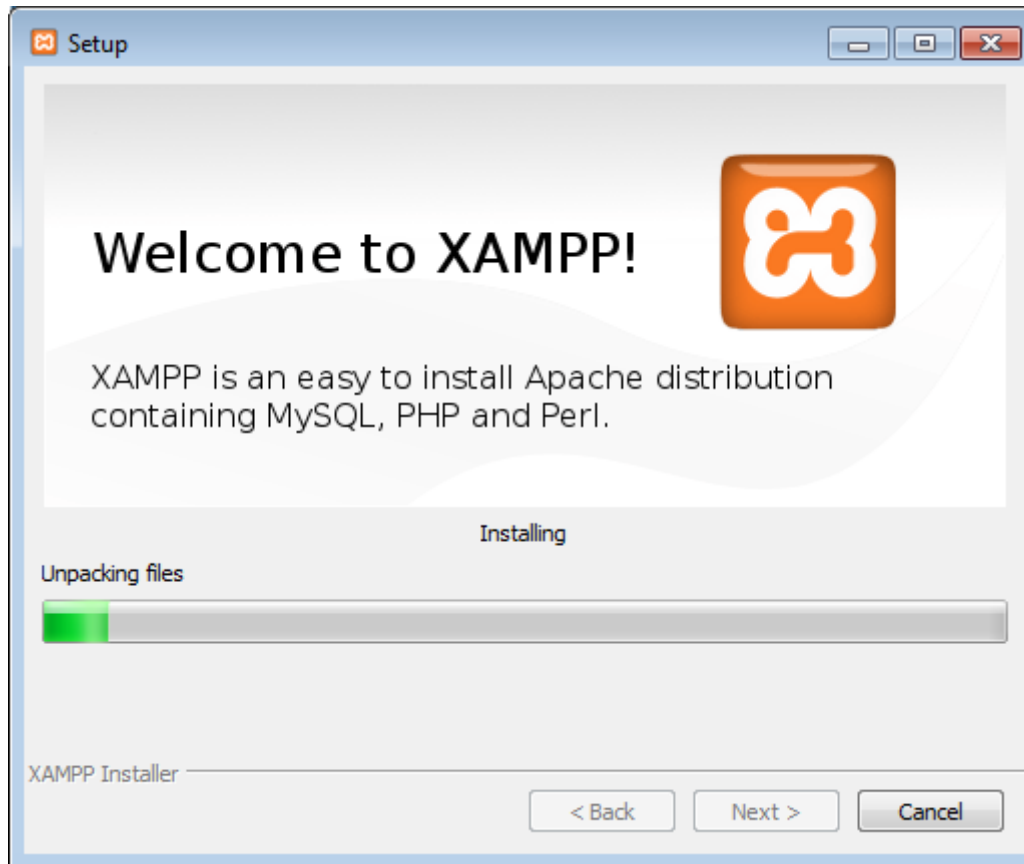 Setup
Welcome to XAMPP!
XAMPP is an easy to install Apache distribution
containing MySQL, PHP and Perl.
Installing
Unpacking files
XAMPP Installer
< Back
Next >
Cancel